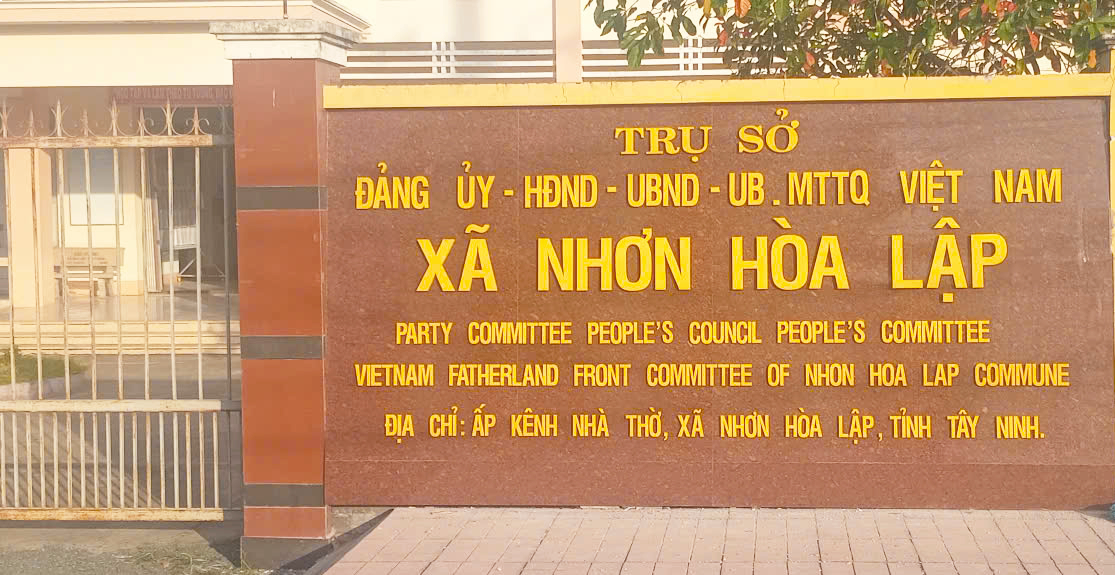 TRỤ SỞ
ĐẢNG ỦY - HĐND - UBND - UB. MTTQ VIỆT NAM
XÃ NHƠN HÒA LẬP
PARTY COMMITTEE PEOPLE'S COUNCIL PEOPLE'S COMMITTEE
VIETNAM FATHERLAND FRONT COMMITTEE OF NHON HOA LAP COMMUNE
ĐỊA CHỈ: ẤP KÊNH NHÀ THỜ, XÃ NHƠN HÒA LẬP, TỈNH TÂY NINH.